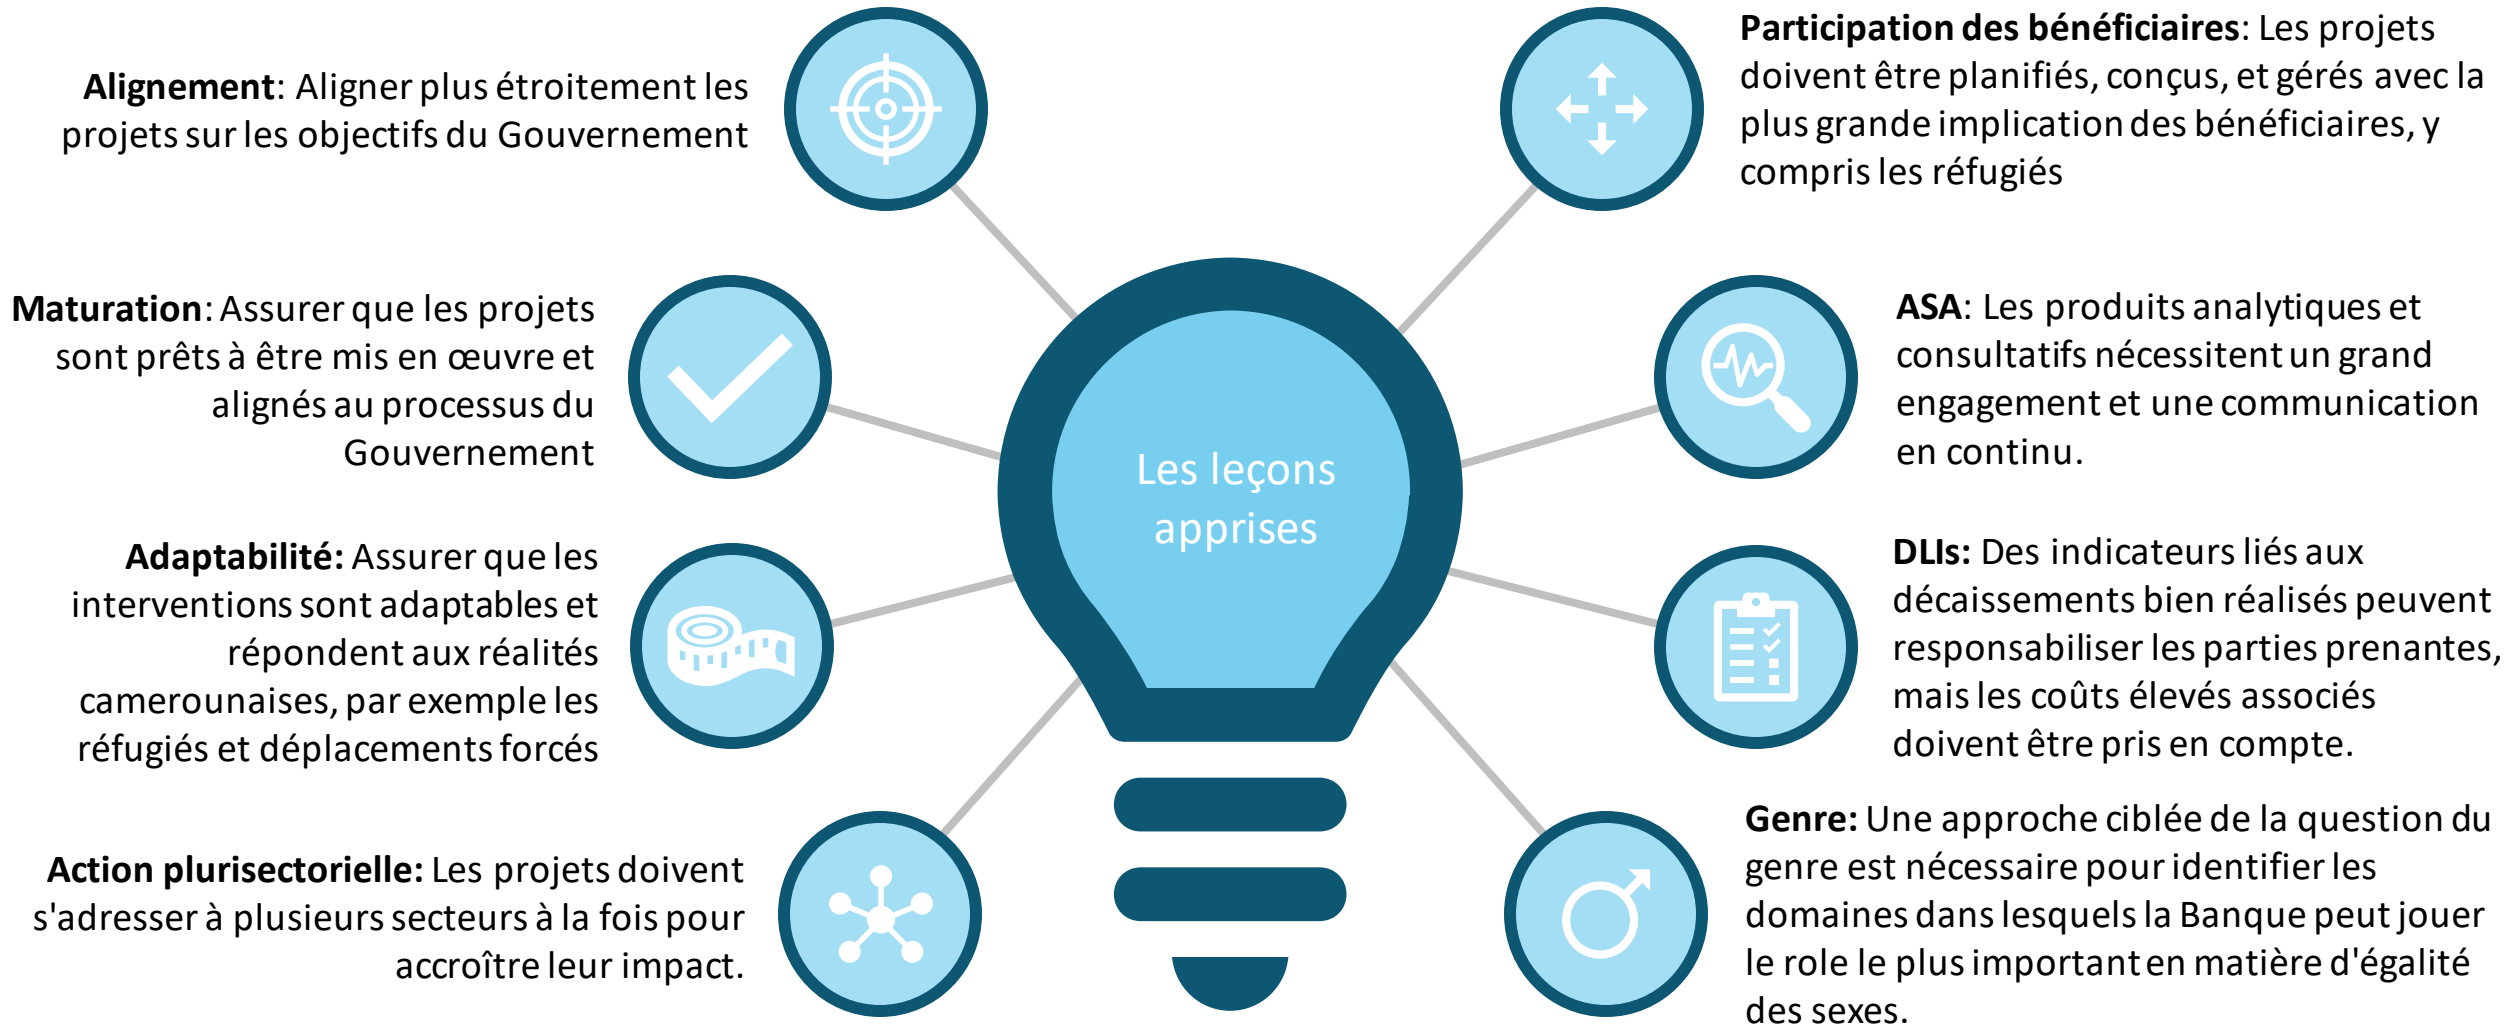 Alignement: Aligner plus étroitement les
projets sur les objectifs du Gouvernement
Maturation: Assurer que les projets
sont prêts à être mis en œuvre et
alignés au processus du
Gouvernement
Adaptabilité: Assurer que les
interventions sont adaptables et
répondent aux réalités
camerounaises, par exemple les
réfugiés et déplacements forcés
Action plurisectorielle: Les projets doivent
s'adresser à plusieurs secteurs à la fois pour
accroître leur impact.
Les leçons
apprises
Participation des bénéficiaires: Les projets
doivent être planifiés, conçus, et gérés avec la
plus grande implication des bénéficiaires, y
compris les réfugiés
ASA: Les produits analytiques et
consultatifs nécessitent un grand
engagement et une communication
en continu.
DLIs: Des indicateurs liés aux
décaissements bien réalisés peuvent
responsabiliser les parties prenantes,
mais les coûts élevés associés
doivent être pris en compte.
Genre: Une approche ciblée de la question du
genre est nécessaire pour identifier les
domaines dans lesquels la Banque peut jouer
le role le plus important en matière d'égalité
des sexes.